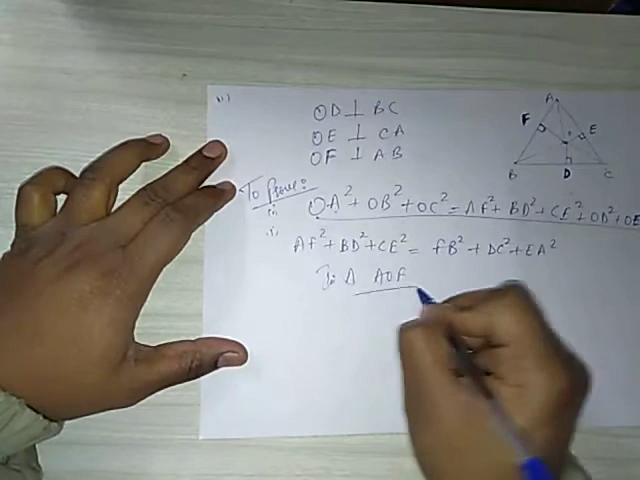 OD ⊥ BC
OE ⊥ CA
OF ⊥ AB
To Prove:
i) OA² + OB² + OC² = AF² + BD² + CE² + OD² + OE
ii) AF² + BD² + CE² = FB² + DC² + EA²
In Δ AOF
A
F
E
B
D
C